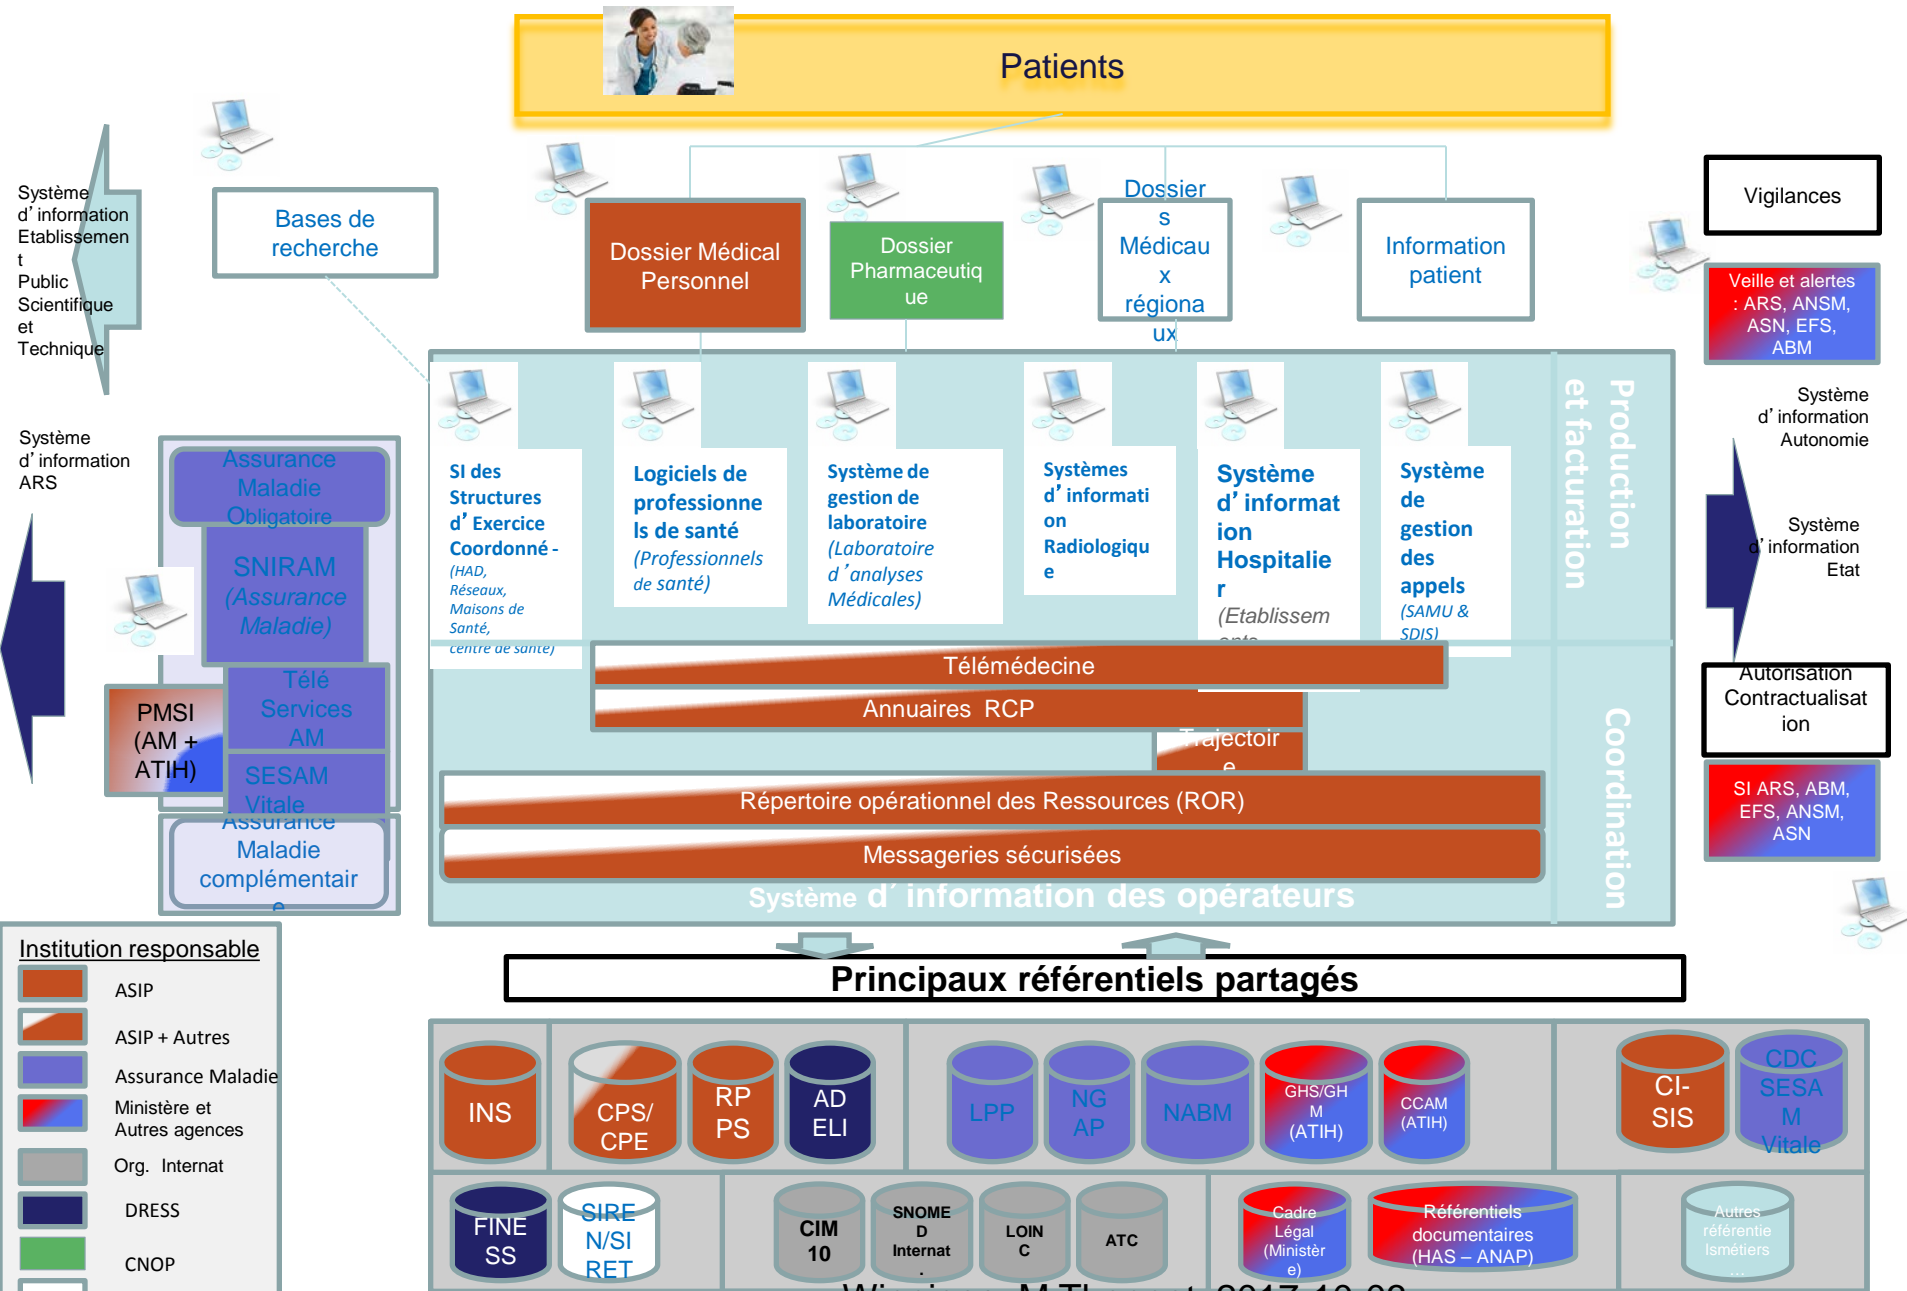 Patients
Système
d’information
Etablissemen
t
Public
Scientifique
et
Technique
Bases de
recherche
Dossier Médical
Personnel
Dossier
Pharmaceutiq
ue
Dossier
s
Médicau
x
régiona
ux
Information
patient
Vigilances
Veille et alertes
: ARS, ANSM,
ASN, EFS,
ABM
Système
d’information
Autonomie
Système
d’information
Etat
Autorisation
Contractualisat
ion
SI ARS, ABM,
EFS, ANSM,
ASN
Système
d’information
ARS
Assurance
Maladie
Obligatoire
SNIRAM
(Assurance
Maladie)
Télé
Services
AM
PMSI
(AM +
ATIH)
SESAM
Vitale
Assurance
Maladie
complémentair
e
SI des
Structures
d’Exercice
Coordonné -
(HAD,
Réseaux,
Maisons de
Santé,
centre de santé)
Logiciels de
professionne
ls de santé
(Professionnels
de santé)
Système de
gestion de
laboratoire
(Laboratoire
d’analyses
Médicales)
Systèmes
d’informati
on
Radiologiqu
e
Système
d’informat
ion
Hospitalie
r
(Etablissem
ents
Système
de
gestion
des
appels
(SAMU &
SDIS)
Production
et facturation
Coordination
Télémédecine
Annuaires RCP
Trajectoir
e
Répertoire opérationnel des Ressources (ROR)
Messageries sécurisées
Système d’information des opérateurs
Principaux référentiels partagés
Institution responsable
ASIP
ASIP + Autres
Assurance Maladie
Ministère et
Autres agences
Org. Internat
DRESS
CNOP
INS
CPS/
CPE
RP
PS
AD
ELI
LPP
NG
AP
NABM
GHS/GH
M
(ATIH)
CCAM
(ATIH)
CI-
SIS
CDC
SESA
M
Vitale
FINE
SS
SIRE
N/SI
RET
CIM
10
SNOME
D
Internat
.
LOIN
C
ATC
Cadre
Légal
(Ministèr
e)
Référentiels
documentaires
(HAS – ANAP)
Autres
référentie
lsmétiers
…